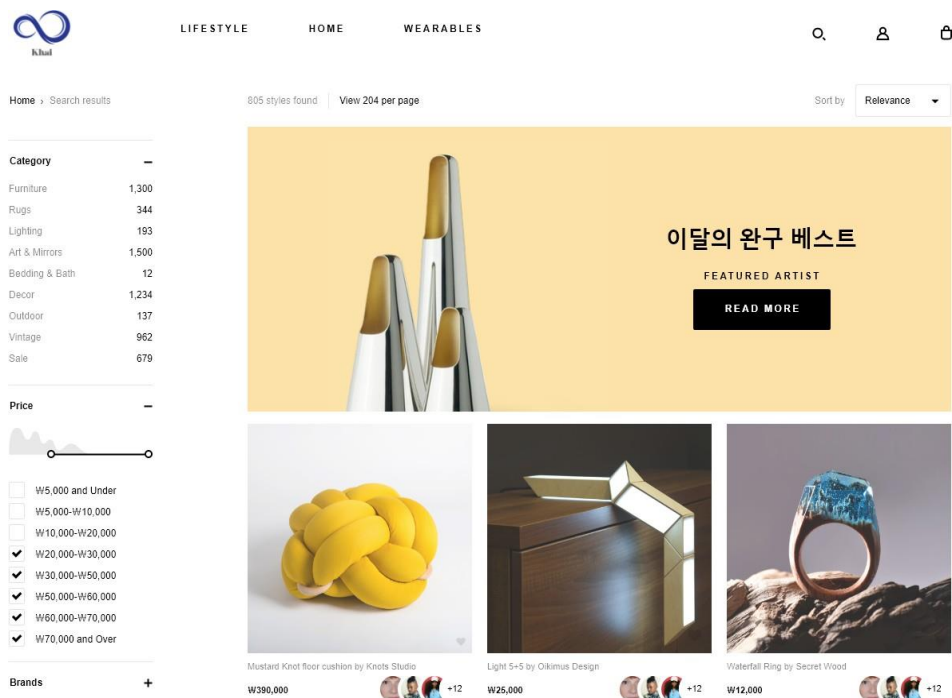 LIFESTYLE
HOME
WEARABLES
Khal
Home › Search results
805 styles found
View 204 per page
Sort by
Relevance
Category
Furniture 1,300
Rugs 344
Lighting 193
Art & Mirrors 1,500
Bedding & Bath 12
Decor 1,234
Outdoor 137
Vintage 962
Sale 679
이달의 완구 베스트
FEATURED ARTIST
READ MORE
Price
₩5,000 and Under
₩5,000-₩10,000
₩10,000-₩20,000
₩20,000-₩30,000
₩30,000-₩50,000
₩50,000-₩60,000
₩60,000-₩70,000
₩70,000 and Over
Brands
Mustard Knot floor cushion by Knots Studio
₩390,000 +12
Light 5+5 by Oikimus Design
₩25,000 +12
Waterfall Ring by Secret Wood
₩12,000 +12